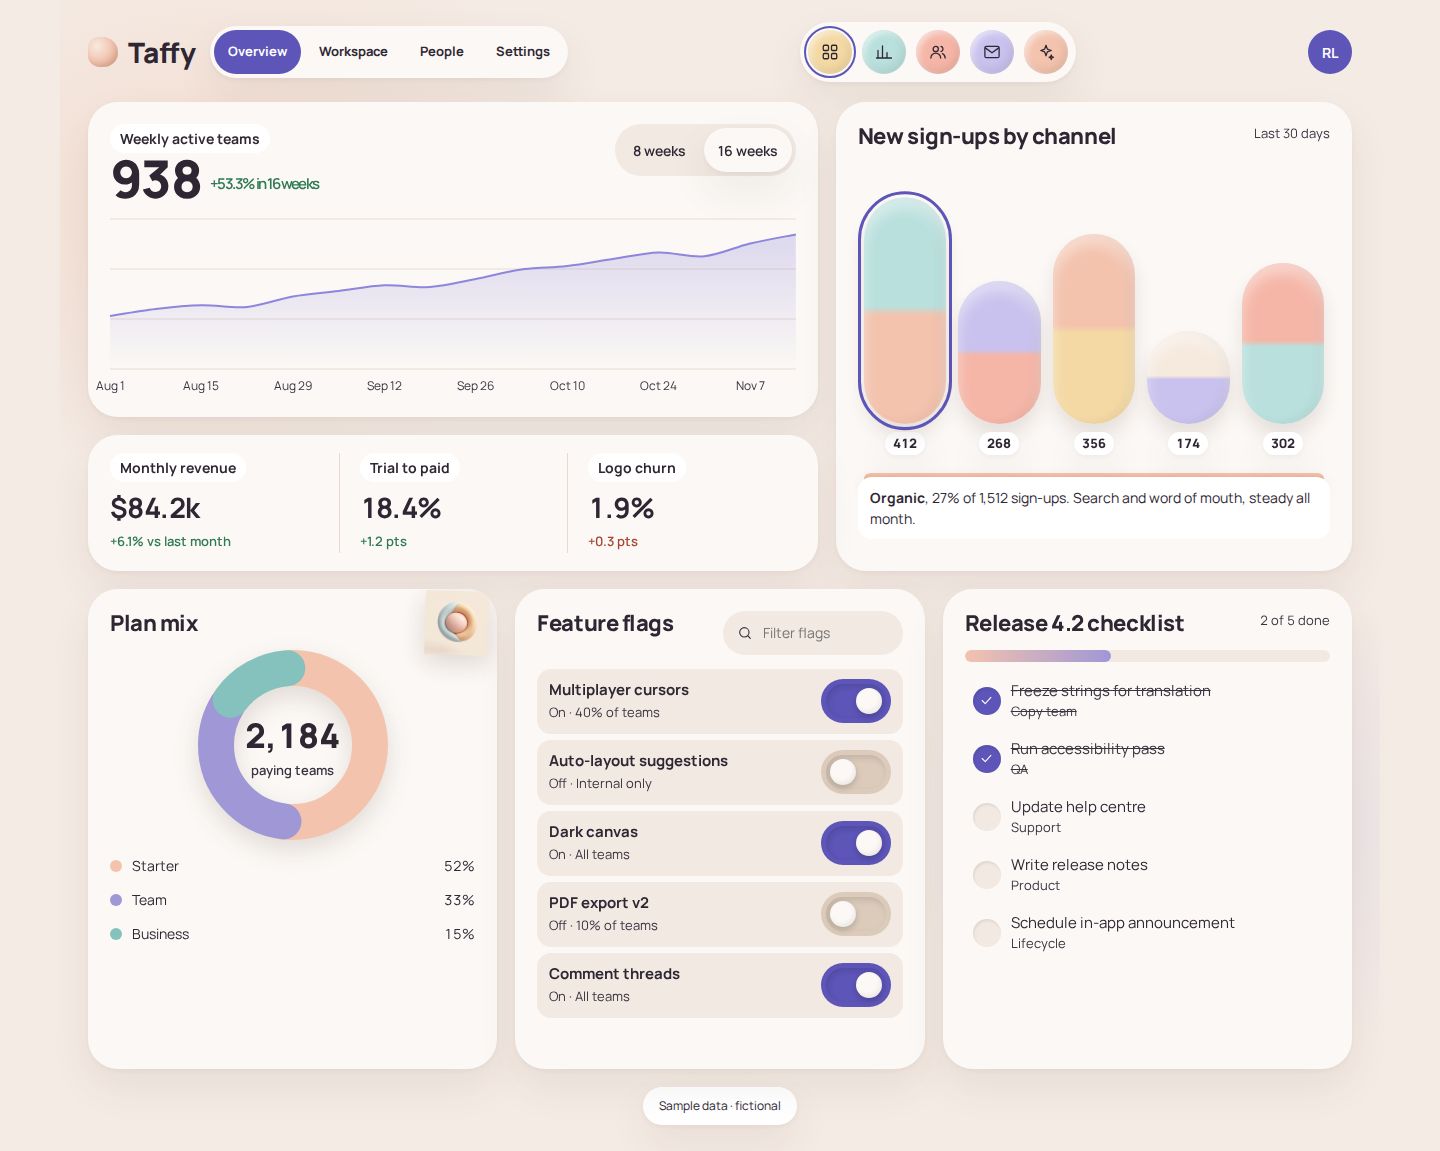 Taffy
Overview
Workspace
People
Settings
RL
Weekly active teams
938 +53.3% in 16 weeks
8 weeks
16 weeks
Aug 1
Aug 15
Aug 29
Sep 12
Sep 26
Oct 10
Oct 24
Nov 7
New sign-ups by channel
Last 30 days
412
268
356
174
302
Organic, 27% of 1,512 sign-ups. Search and word of mouth, steady all
month.
Monthly revenue
$84.2k
+6.1% vs last month
Trial to paid
18.4%
+1.2 pts
Logo churn
1.9%
+0.3 pts
Plan mix
2,184
paying teams
Starter 52%
Team 33%
Business 15%
Feature flags
Filter flags
Multiplayer cursors
On · 40% of teams
Auto-layout suggestions
Off · Internal only
Dark canvas
On · All teams
PDF export v2
Off · 10% of teams
Comment threads
On · All teams
Release 4.2 checklist
2 of 5 done
Freeze strings for translation
Copy team
Run accessibility pass
QA
Update help centre
Support
Write release notes
Product
Schedule in-app announcement
Lifecycle
Sample data · fictional